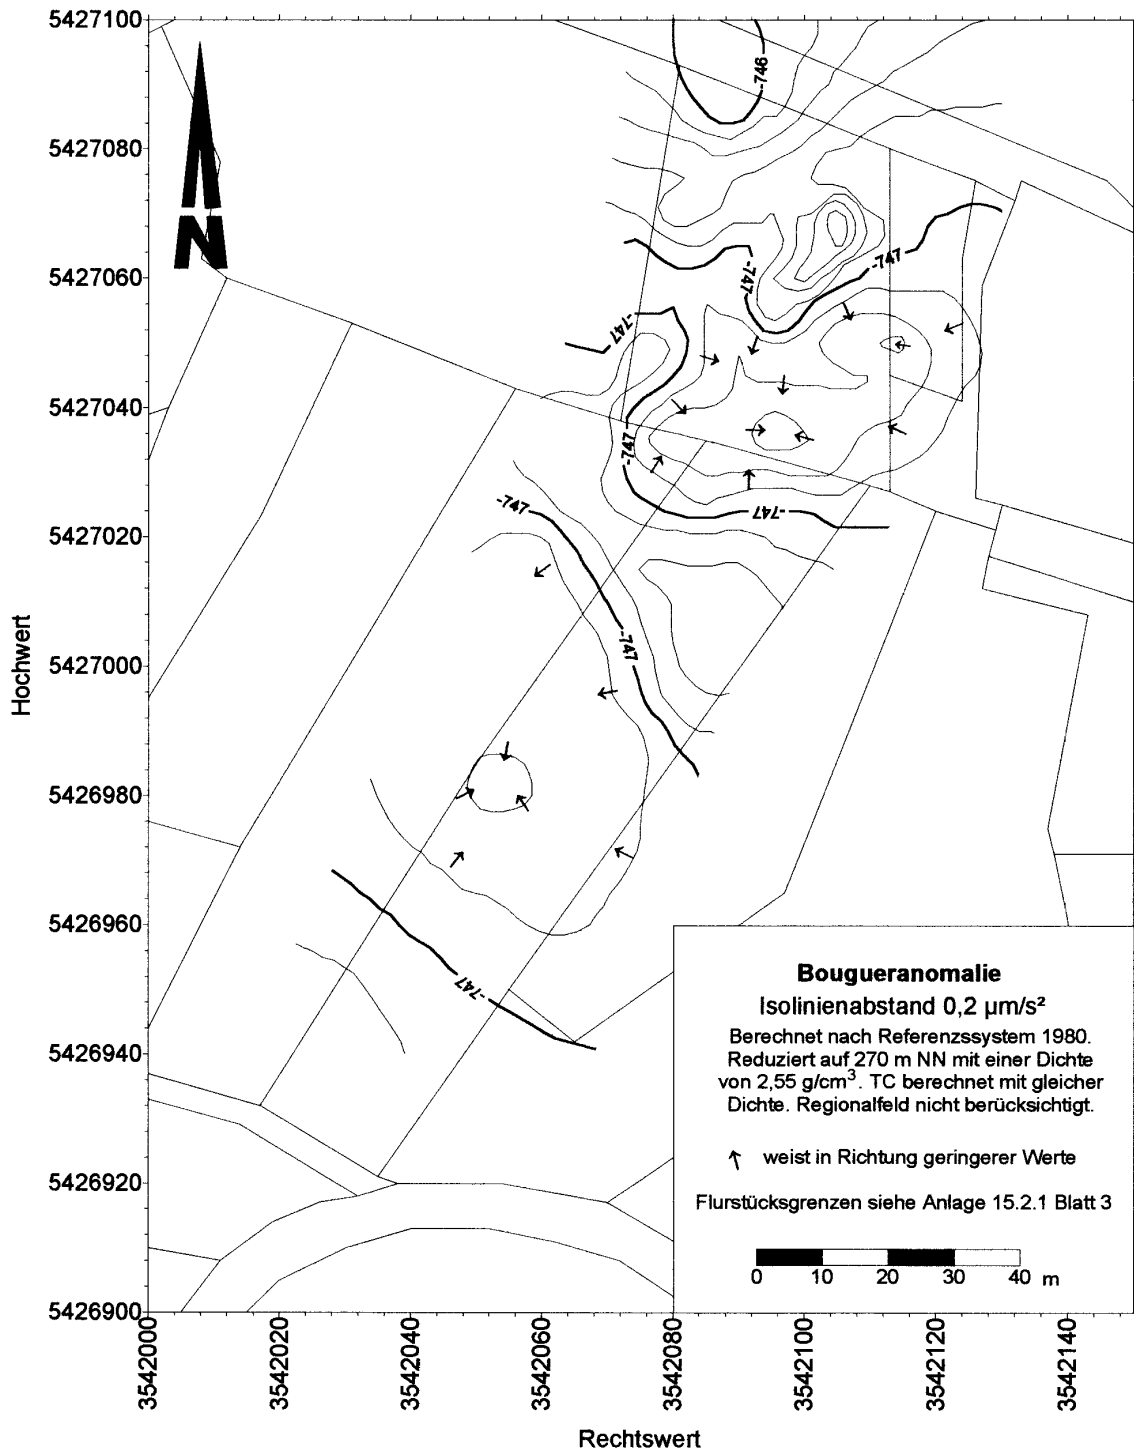 5427100
5427080
5427060
5427040
5427020
5427000
5426980
5426960
5426940
5426920
5426900
Hochwert
N
-746
-747
-747
-747
-747
-747
-747
-747
-747
Bougueranomalie
Isolinienabstand 0,2 µm/s²
Berechnet nach Referenzssystem 1980.
Reduziert auf 270 m NN mit einer Dichte
von 2,55 g/cm³. TC berechnet mit gleicher
Dichte. Regionalfeld nicht berücksichtigt.
weist in Richtung geringerer Werte
Flurstücksgrenzen siehe Anlage 15.2.1 Blatt 3
0 10 20 30 40 m
3542000
3542020
3542040
3542060
3542080
3542100
3542120
3542140
Rechtswert